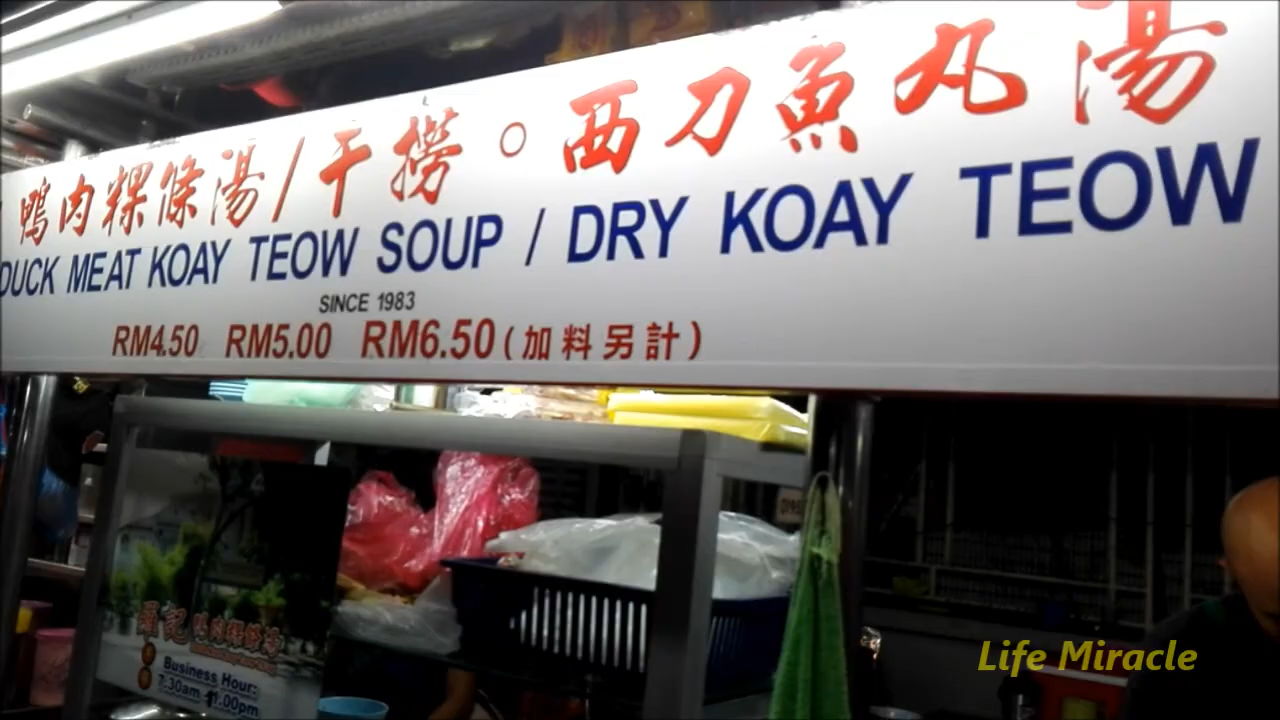 鴨肉粿條湯/干撈。西刀魚丸湯
DUCK MEAT KOAY TEOW SOUP / DRY KOAY TEOW
SINCE 1983
RM4.50 RM5.00 RM6.50(加料另計)
Business Hour:
Life Miracle